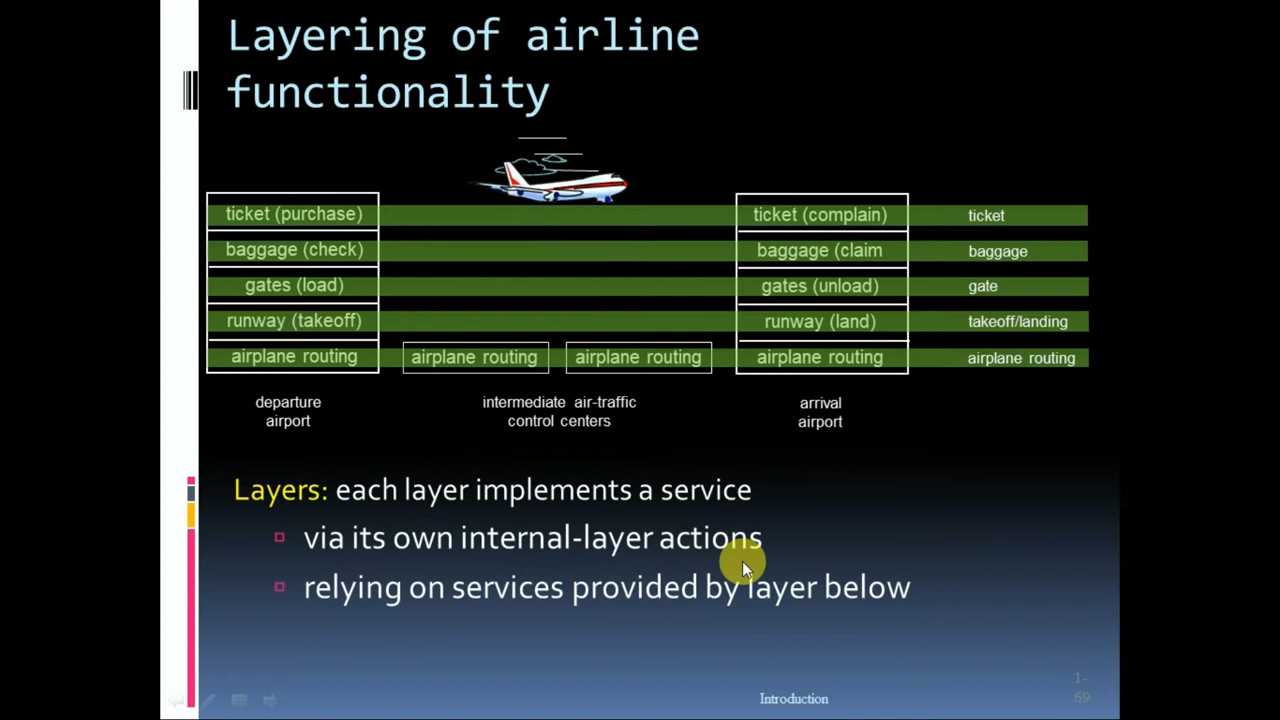 Layering of airline
functionality
ticket (purchase) ticket (complain) ticket
baggage (check) baggage (claim baggage
gates (load) gates (unload) gate
runway (takeoff) runway (land) takeoff/landing
airplane routing airplane routing airplane routing airplane routing airplane routing
departure intermediate air-traffic arrival
airport control centers airport
Layers: each layer implements a service
via its own internal-layer actions
relying on services provided by layer below
Introduction
1-
69